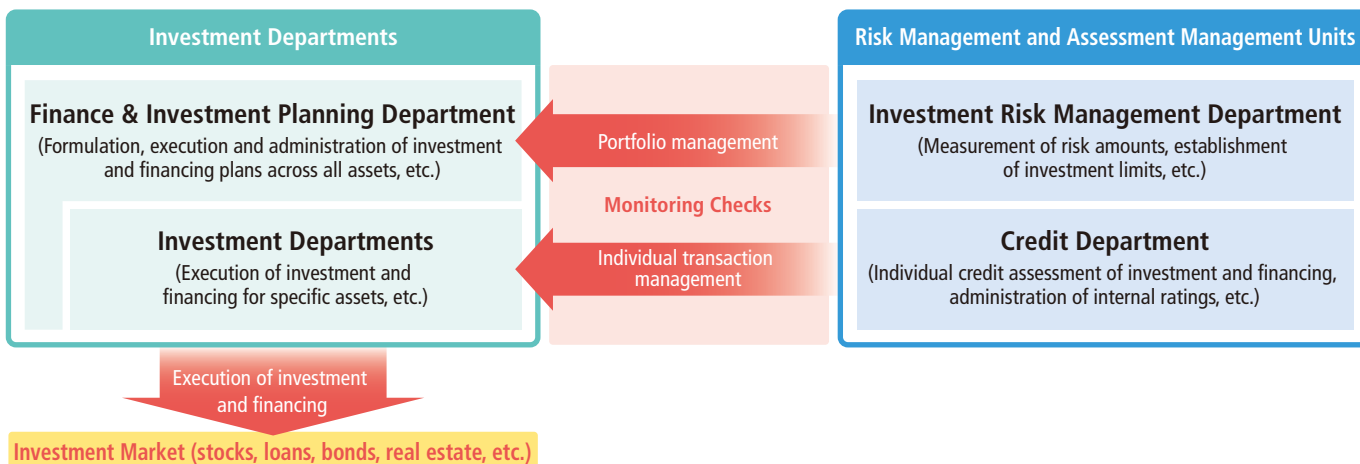 Investment Departments
Finance & Investment Planning Department
(Formulation, execution and administration of investment
and financing plans across all assets, etc.)
Investment Departments
(Execution of investment and
financing for specific assets, etc.)
Portfolio management
Monitoring Checks
Individual transaction
management
Risk Management and Assessment Management Units
Investment Risk Management Department
(Measurement of risk amounts, establishment
of investment limits, etc.)
Credit Department
(Individual credit assessment of investment and financing,
administration of internal ratings, etc.)
Execution of investment
and financing
Investment Market (stocks, loans, bonds, real estate, etc.)